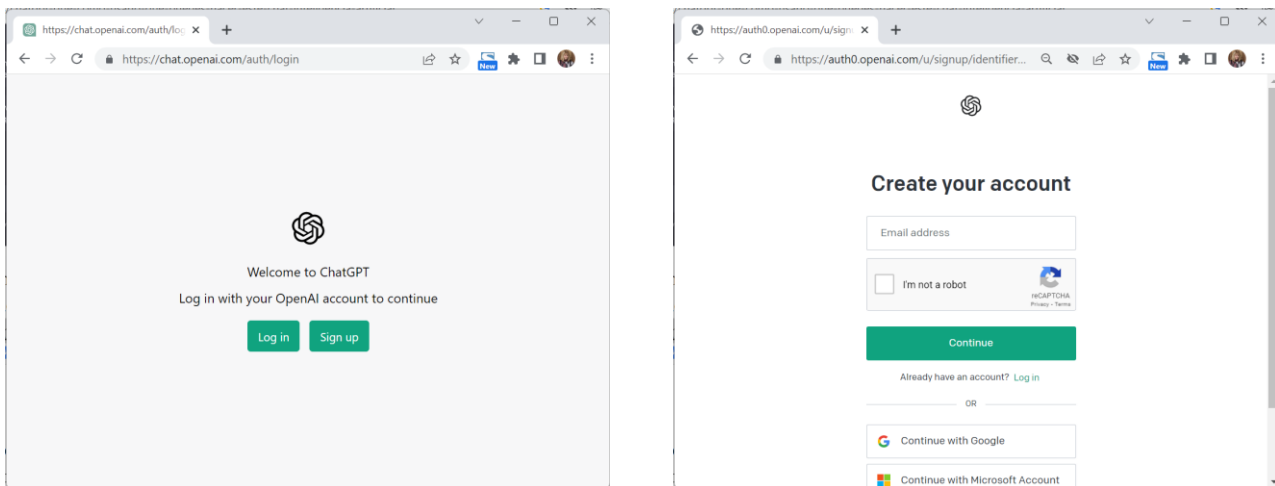 https://chat.openai.com/auth/log
https://chat.openai.com/auth/login
New
Welcome to ChatGPT
Log in with your OpenAI account to continue
Log in
Sign up
https://auth0.openai.com/u/sign
https://auth0.openai.com/u/signup/identifier...
New
Create your account
Email address
I'm not a robot
reCAPTCHA
Privacy - Terms
Continue
Already have an account? Log in
OR
Continue with Google
Continue with Microsoft Account